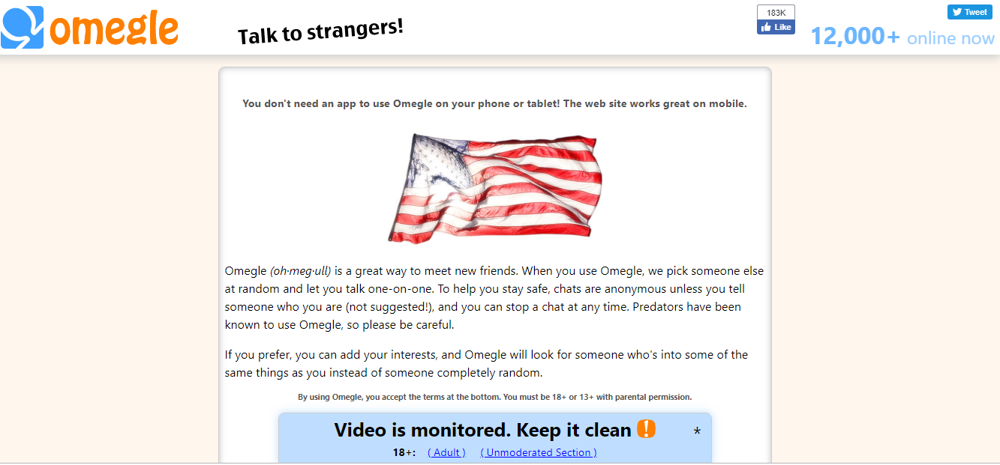 omegle
Talk to strangers!
183K
Like
Tweet
12,000+ online now
You don't need an app to use Omegle on your phone or tablet! The web site works great on mobile.
Omegle (oh·meg·ull) is a great way to meet new friends. When you use Omegle, we pick someone else
at random and let you talk one-on-one. To help you stay safe, chats are anonymous unless you tell
someone who you are (not suggested!), and you can stop a chat at any time. Predators have been
known to use Omegle, so please be careful.
If you prefer, you can add your interests, and Omegle will look for someone who's into some of the
same things as you instead of someone completely random.
By using Omegle, you accept the terms at the bottom. You must be 18+ or 13+ with parental permission.
Video is monitored. Keep it clean ! *
18+: ( Adult ) ( Unmoderated Section )